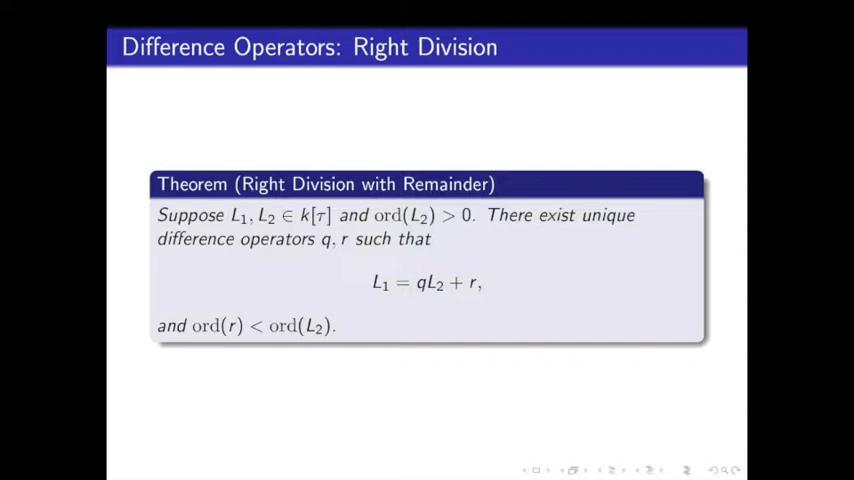 Difference Operators: Right Division
Theorem (Right Division with Remainder)
Suppose L₁, L₂ ∈ k[τ] and ord(L₂) > 0. There exist unique
difference operators q, r such that
L₁ = qL₂ + r,
and ord(r) < ord(L₂).